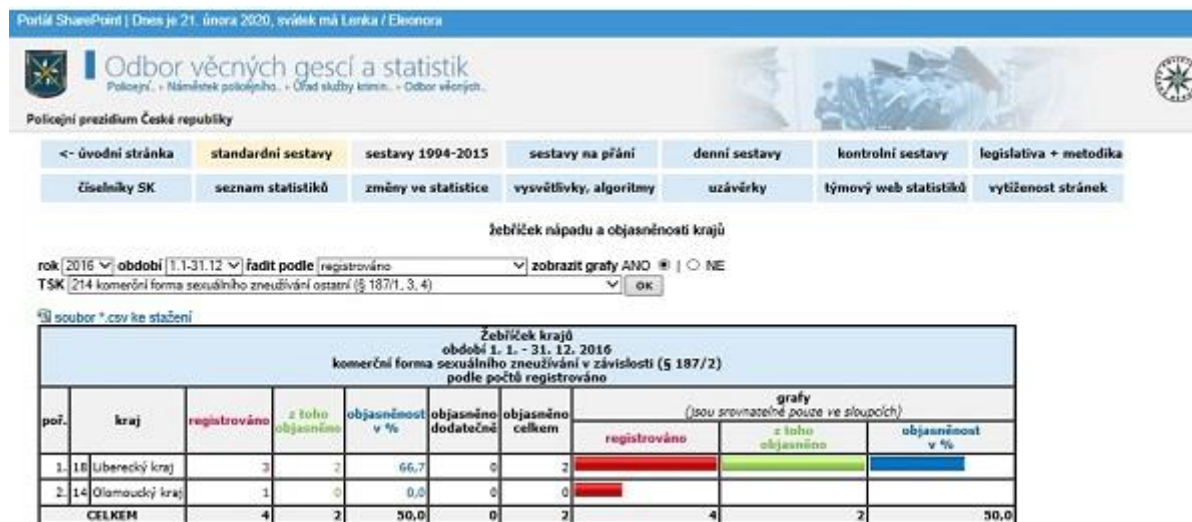 Portál SharePoint | Dnes je 21. února 2020, svátek má Lenka / Eleonora
Odbor věcných gescí a statistik
Policejní.. › Náměstek policejního.. › Úřad služby krimin.. › Odbor věcných..
Policejní prezidium České republiky
<- úvodní stránka standardní sestavy sestavy 1994-2015 sestavy na přání denní sestavy kontrolní sestavy legislativa + metodika
číselníky SK seznam statistiků změny ve statistice vysvětlivky, algoritmy uzávěrky týmový web statistiků vytíženost stránek
žebříček nápadu a objasněnosti krajů
rok 2016 období 1.1-31.12 řadit podle registrováno zobrazit grafy ANO | NE
TSK 214 komerční forma sexuálního zneužívání ostatní (§ 187/1, 3, 4) OK
soubor *.csv ke stažení
Žebříček krajů
období 1. 1. - 31. 12. 2016
komerční forma sexuálního zneužívání v závislosti (§ 187/2)
podle počtů registrováno
poř. kraj registrováno z toho objasněno objasněnost v % objasněno dodatečně objasněno celkem grafy
(jsou srovnatelné pouze ve sloupcích)
registrováno z toho objasněno objasněnost v %
1. 18 Liberecký kraj 3 2 66,7 0 2
2. 14 Olomoucký kraj 1 0 0,0 0 0
CELKEM 4 2 50,0 0 2 4 2 50,0